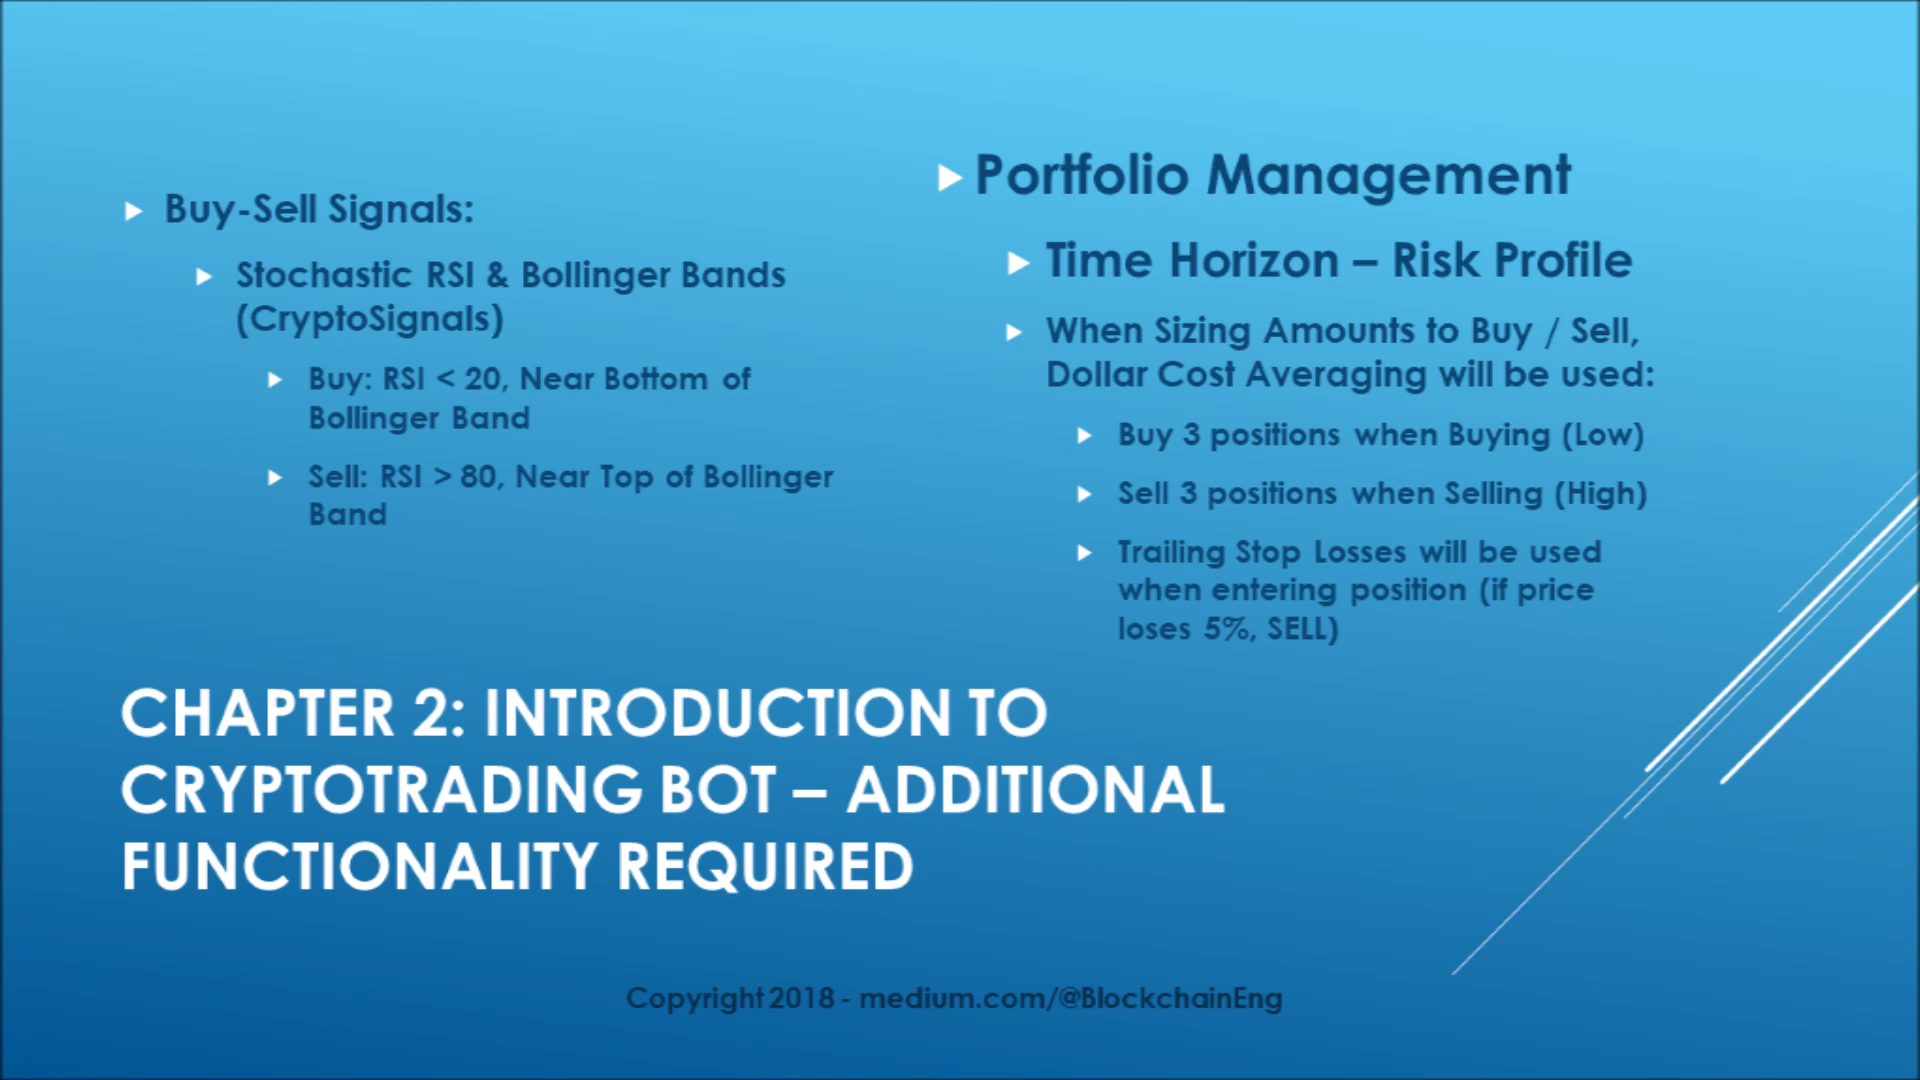 Buy-Sell Signals:
Stochastic RSI & Bollinger Bands
(CryptoSignals)
Buy: RSI < 20, Near Bottom of
Bollinger Band
Sell: RSI > 80, Near Top of Bollinger
Band
Portfolio Management
Time Horizon – Risk Profile
When Sizing Amounts to Buy / Sell,
Dollar Cost Averaging will be used:
Buy 3 positions when Buying (Low)
Sell 3 positions when Selling (High)
Trailing Stop Losses will be used
when entering position (if price
loses 5%, SELL)
CHAPTER 2: INTRODUCTION TO
CRYPTOTRADING BOT – ADDITIONAL
FUNCTIONALITY REQUIRED
Copyright 2018 - medium.com/@BlockchainEng